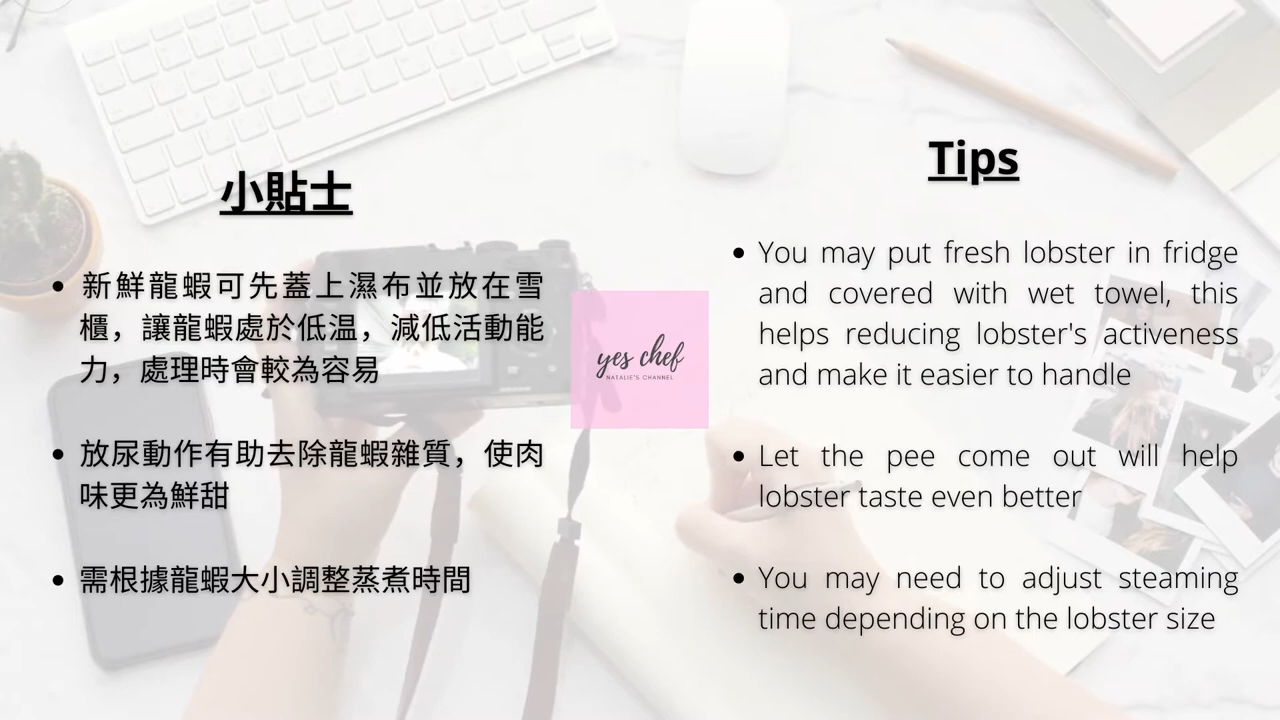 小貼士
新鮮龍蝦可先蓋上濕布並放在雪
櫃，讓龍蝦處於低温，減低活動能
力，處理時會較為容易
放尿動作有助去除龍蝦雜質，使肉
味更為鮮甜
需根據龍蝦大小調整蒸煮時間
yes chef
NATALIE'S CHANNEL
Tips
You may put fresh lobster in fridge
and covered with wet towel, this
helps reducing lobster's activeness
and make it easier to handle
Let the pee come out will help
lobster taste even better
You may need to adjust steaming
time depending on the lobster size